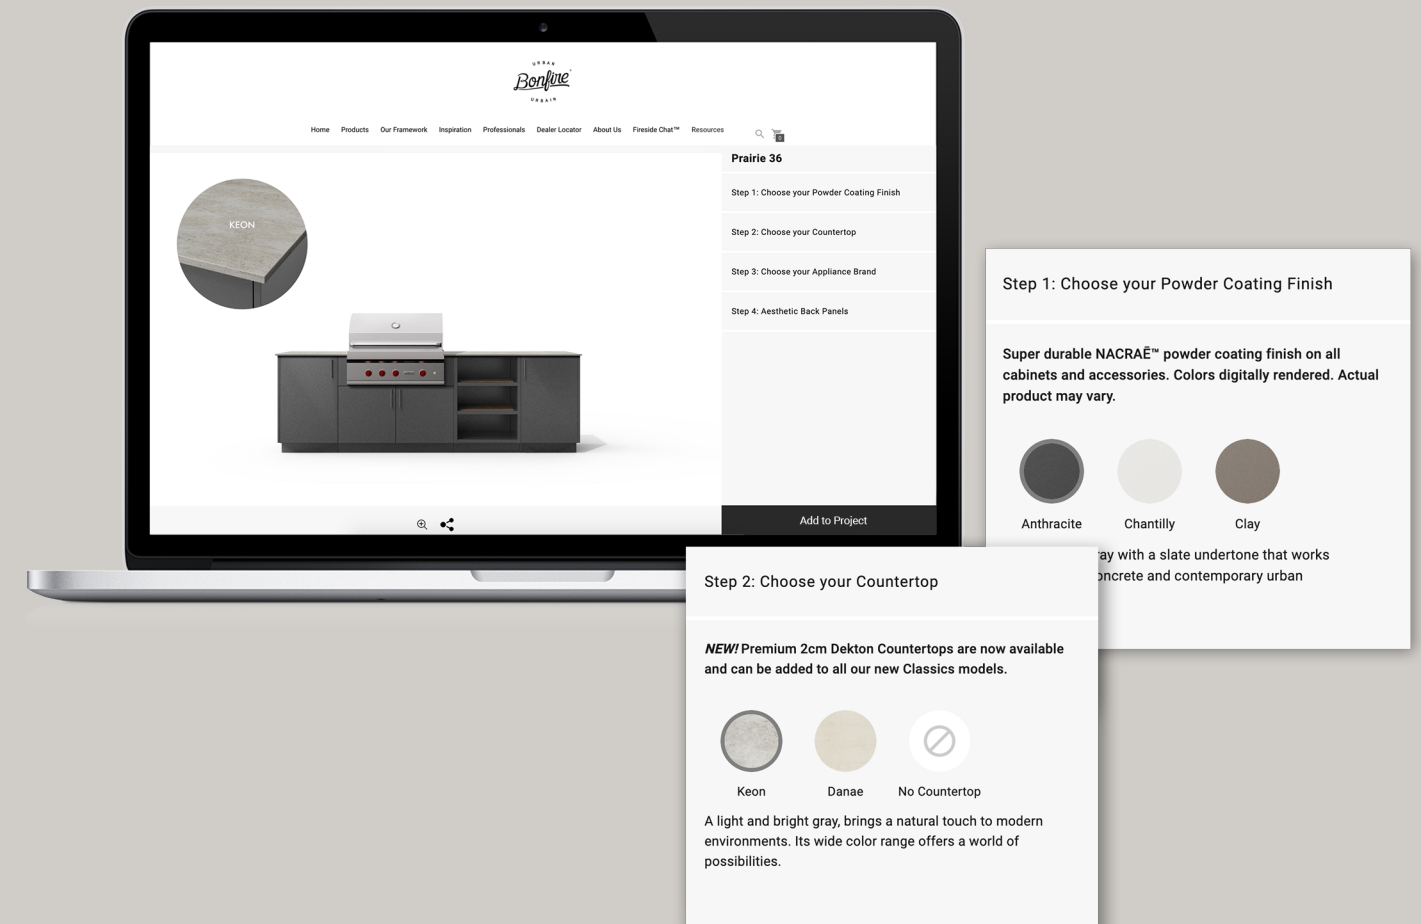 URBAN
Bonfire
URBAIN
Home Products Our Framework Inspiration Professionals Dealer Locator About Us Fireside Chat™ Resources
0
Prairie 36
KEON
Step 1: Choose your Powder Coating Finish
Step 2: Choose your Countertop
Step 3: Choose your Appliance Brand
Step 4: Aesthetic Back Panels
Add to Project
Step 1: Choose your Powder Coating Finish
Super durable NACRAĒ™ powder coating finish on all
cabinets and accessories. Colors digitally rendered. Actual
product may vary.
Anthracite Chantilly Clay
with a slate undertone that works
and contemporary urban
Step 2: Choose your Countertop
NEW! Premium 2cm Dekton Countertops are now available
and can be added to all our new Classics models.
Keon Danae No Countertop
A light and bright gray, brings a natural touch to modern
environments. Its wide color range offers a world of
possibilities.